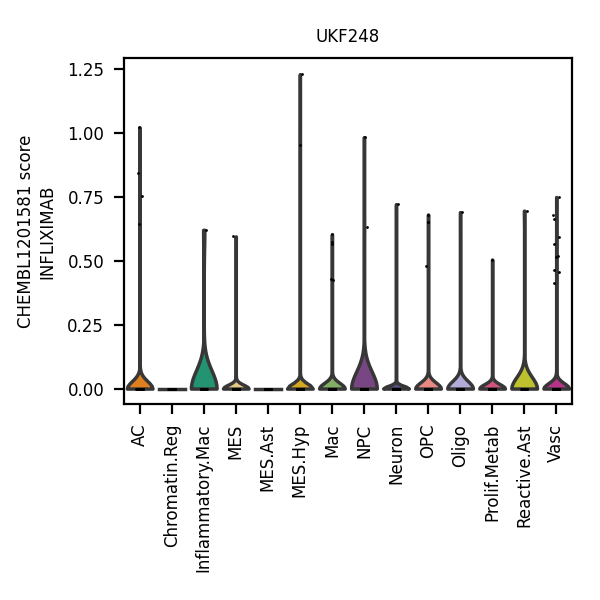 UKF248
CHEMBL1201581 score
INFLIXIMAB
1.25
1.00
0.75
0.50
0.25
0.00
AC
Chromatin.Reg
Inflammatory.Mac
MES
MES.Ast
MES.Hyp
Mac
NPC
Neuron
OPC
Oligo
Prolif.Metab
Reactive.Ast
Vasc